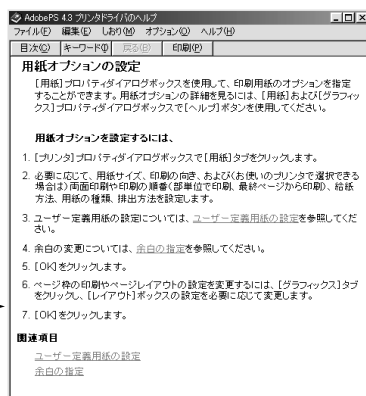 AdobePS 4.3 プリンタドライバのヘルプ
ファイル(F) 編集(E) しおり(M) オプション(O) ヘルプ(H)
目次(C) キーワード(I) 戻る(B) 印刷(P)
用紙オプションの設定
[用紙]プロパティダイアログボックスを使用して、印刷用紙のオプションを指定
することができます。用紙オプションの詳細を見るには、[用紙]および[グラフィッ
クス]プロパティダイアログボックスで[ヘルプ]ボタンを使用してください。
用紙オプションを設定するには、
1. [プリンタ]プロパティダイアログボックスで[用紙]タブをクリックします。
2. 必要に応じて、用紙サイズ、印刷の向き、および(お使いのプリンタで選択できる
場合は)両面印刷や印刷の順番(部単位で印刷、最終ページから印刷)、給紙
方法、用紙の種類、排出方法を設定します。
3. ユーザー定義用紙の設定については、ユーザー定義用紙の設定を参照してくだ
さい。
4. 余白の変更については、余白の指定を参照してください。
5. [OK]をクリックします。
6. ページ枠の印刷やページレイアウトの設定を変更するには、[グラフィックス]タブ
をクリックし、[レイアウト]ボックスの設定を必要に応じて変更します。
7. [OK]をクリックします。
関連項目
ユーザー定義用紙の設定
余白の指定